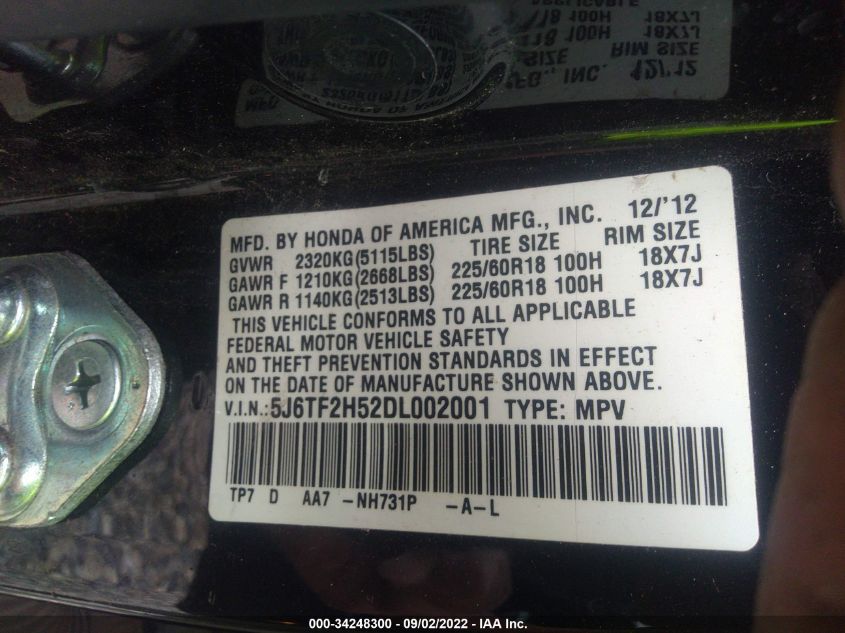 MFD. BY HONDA OF AMERICA MFG., INC. 12/'12
GVWR 2320KG(5115LBS) TIRE SIZE RIM SIZE
GAWR F 1210KG(2668LBS) 225/60R18 100H 18X7J
GAWR R 1140KG(2513LBS) 225/60R18 100H 18X7J
THIS VEHICLE CONFORMS TO ALL APPLICABLE
FEDERAL MOTOR VEHICLE SAFETY
AND THEFT PREVENTION STANDARDS IN EFFECT
ON THE DATE OF MANUFACTURE SHOWN ABOVE.
V.I.N.:5J6TF2H52DL002001 TYPE: MPV
TP7 D AA7 -NH731P -A-L
000-34248300 - 09/02/2022 - IAA Inc.